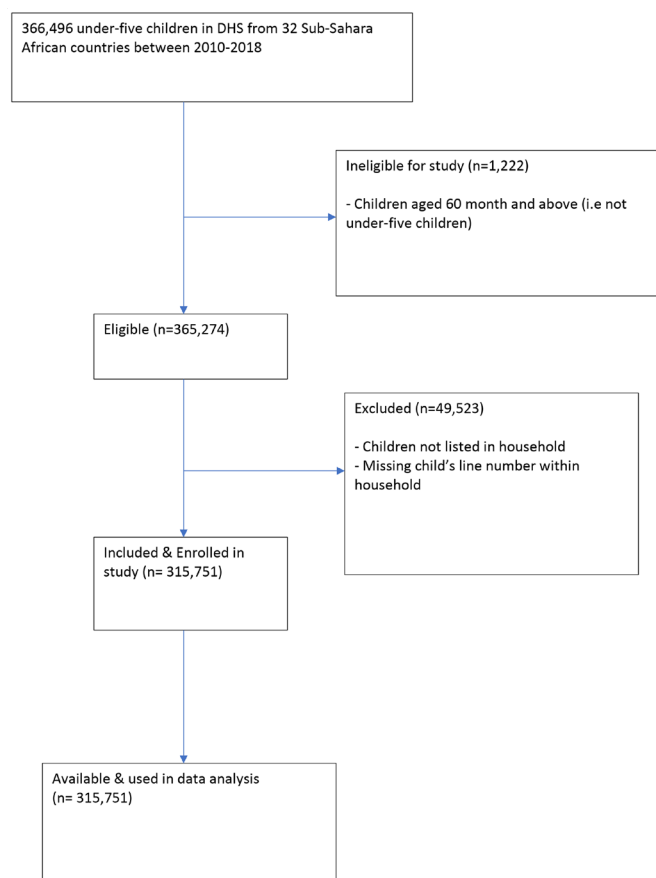 366,496 under-five children in DHS from 32 Sub-Sahara
African countries between 2010-2018
Ineligible for study (n=1,222)
- Children aged 60 month and above (i.e not
under-five children)
Eligible (n=365,274)
Excluded (n=49,523)
- Children not listed in household
- Missing child's line number within
household
Included & Enrolled in
study (n= 315,751)
Available & used in data analysis
(n= 315,751)